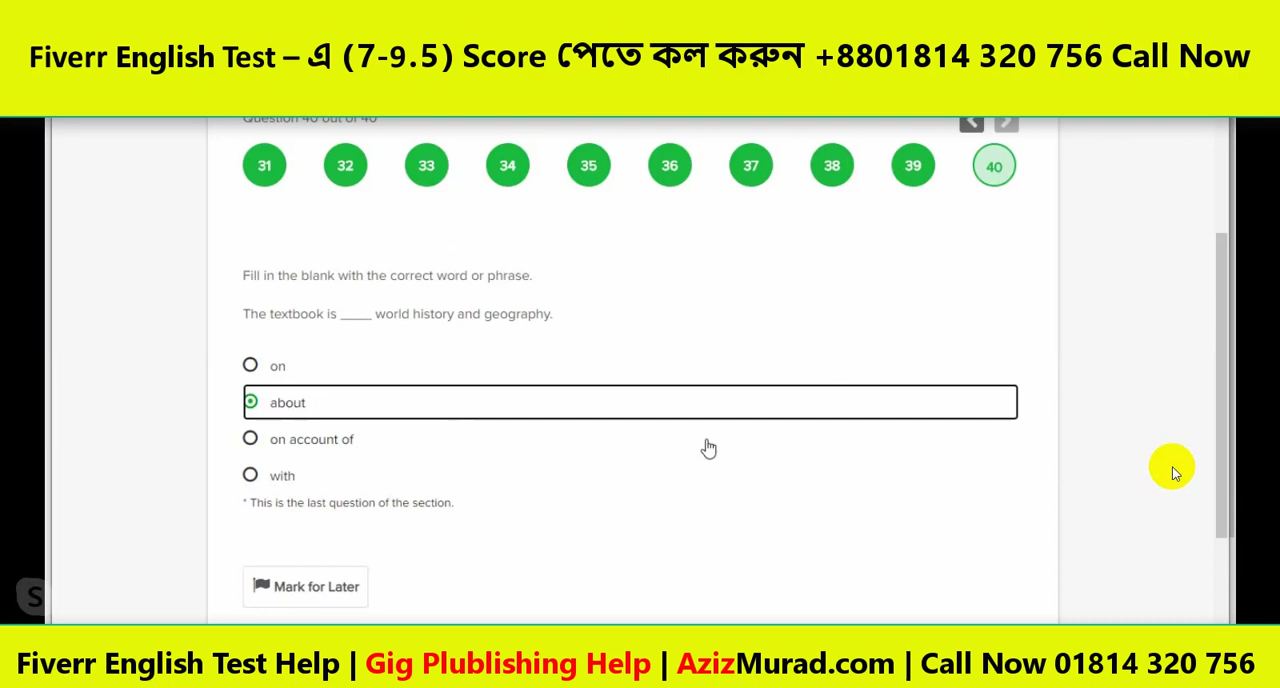 Fiverr English Test – এ (7-9.5) Score পেতে কল করুন +8801814 320 756 Call Now
Question 40 out of 40
31 32 33 34 35 36 37 38 39 40
Fill in the blank with the correct word or phrase.
The textbook is ____ world history and geography.
on
about
on account of
with
* This is the last question of the section.
S
Mark for Later
Fiverr English Test Help | Gig Plublishing Help | AzizMurad.com | Call Now 01814 320 756